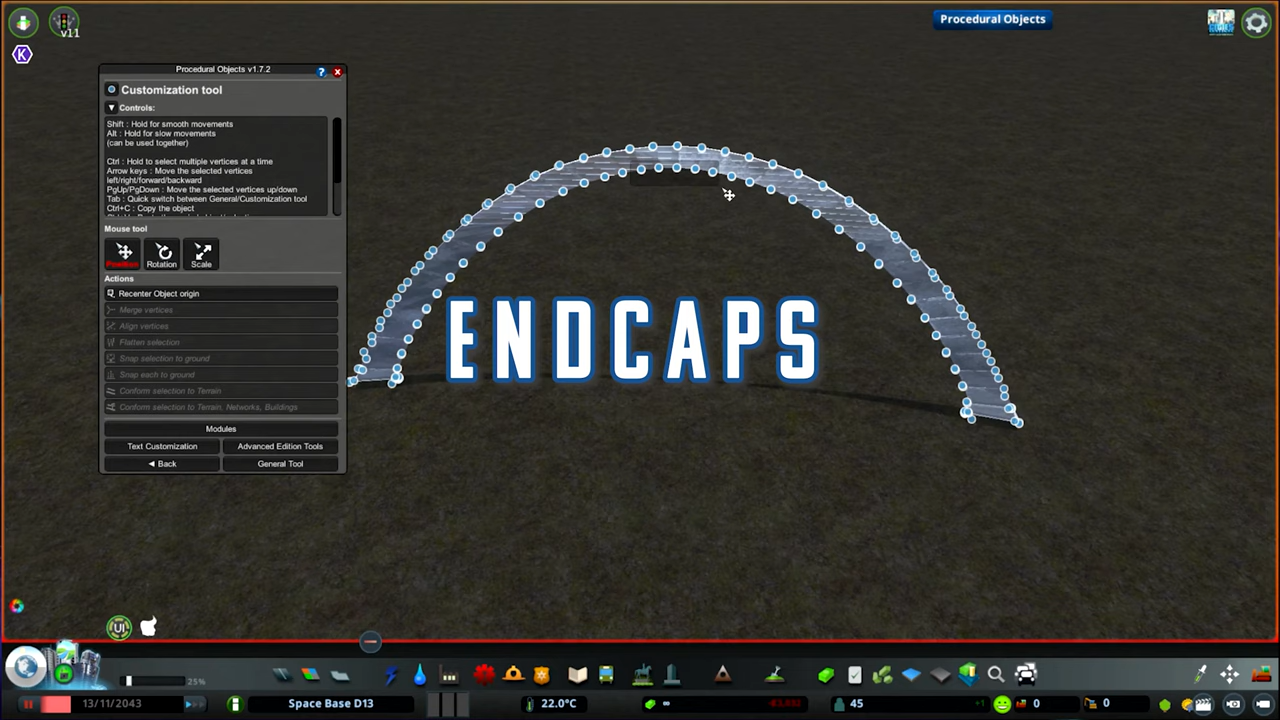 v11
Procedural Objects
K
Procedural Objects v1.7.2
?
x
Customization tool
Controls:
Shift : Hold for smooth movements
Alt : Hold for slow movements
(can be used together)
Ctrl : Hold to select multiple vertices at a time
Arrow keys : Move the selected vertices
left/right/forward/backward
PgUp/PgDown : Move the selected vertices up/down
Tab : Quick switch between General/Customization tool
Ctrl+C : Copy the object
Mouse tool
Position
Rotation
Scale
Actions
Recenter Object origin
Merge vertices
Align vertices
Flatten selection
Snap selection to ground
Snap each to ground
Conform selection to Terrain
Conform selection to Terrain, Networks, Buildings
Modules
Text Customization
Advanced Edition Tools
Back
General Tool
ENDCAPS
UI
25%
13/11/2043
Space Base D13
22.0°C
∞
45
+1
0
0